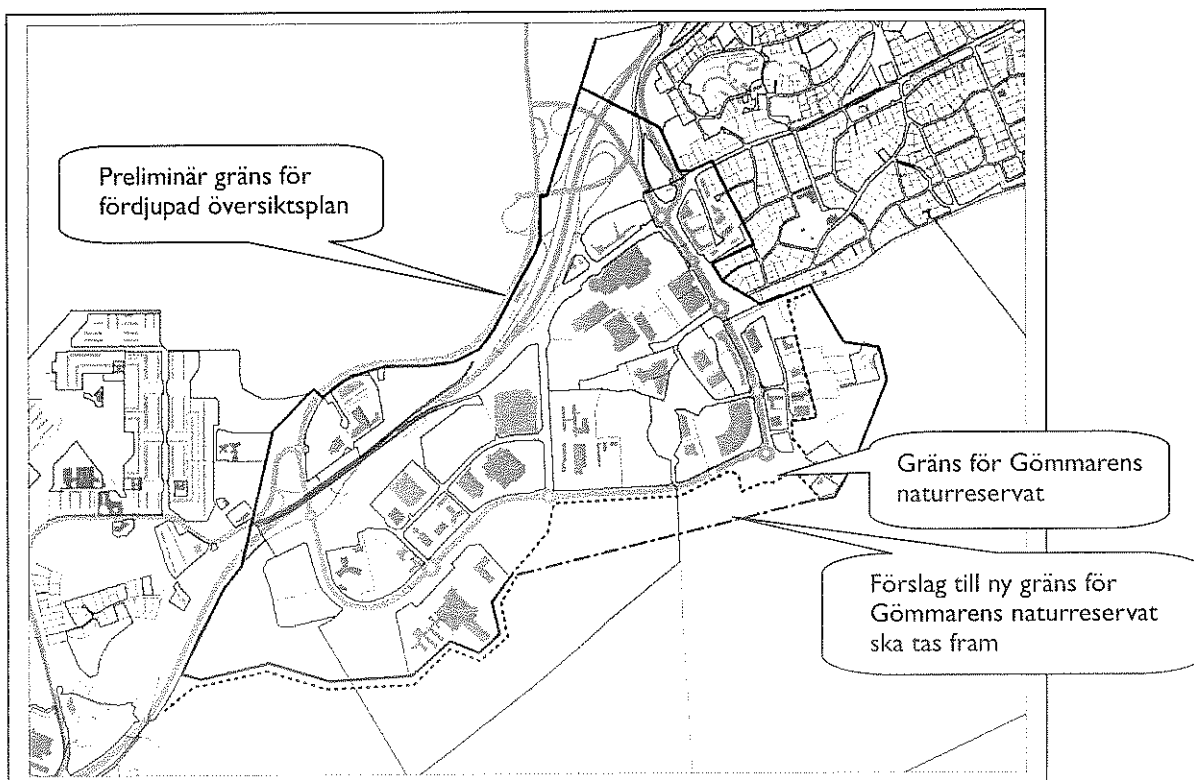 Preliminär gräns för
fördjupad översiktsplan
Gräns för Gömmarens
naturreservat
Förslag till ny gräns för
Gömmarens naturreservat
ska tas fram